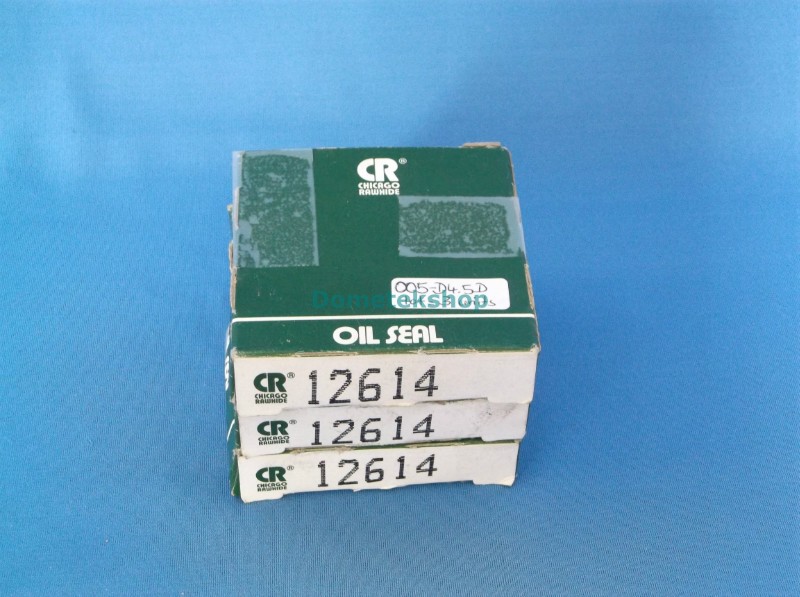 CR®
CHICAGO
RAWHIDE
005-D4.5D
Dometekshop
OIL SEAL
CR® 12614
CHICAGO
RAWHIDE
CR® 12614
CHICAGO
RAWHIDE
CR® 12614
CHICAGO
RAWHIDE